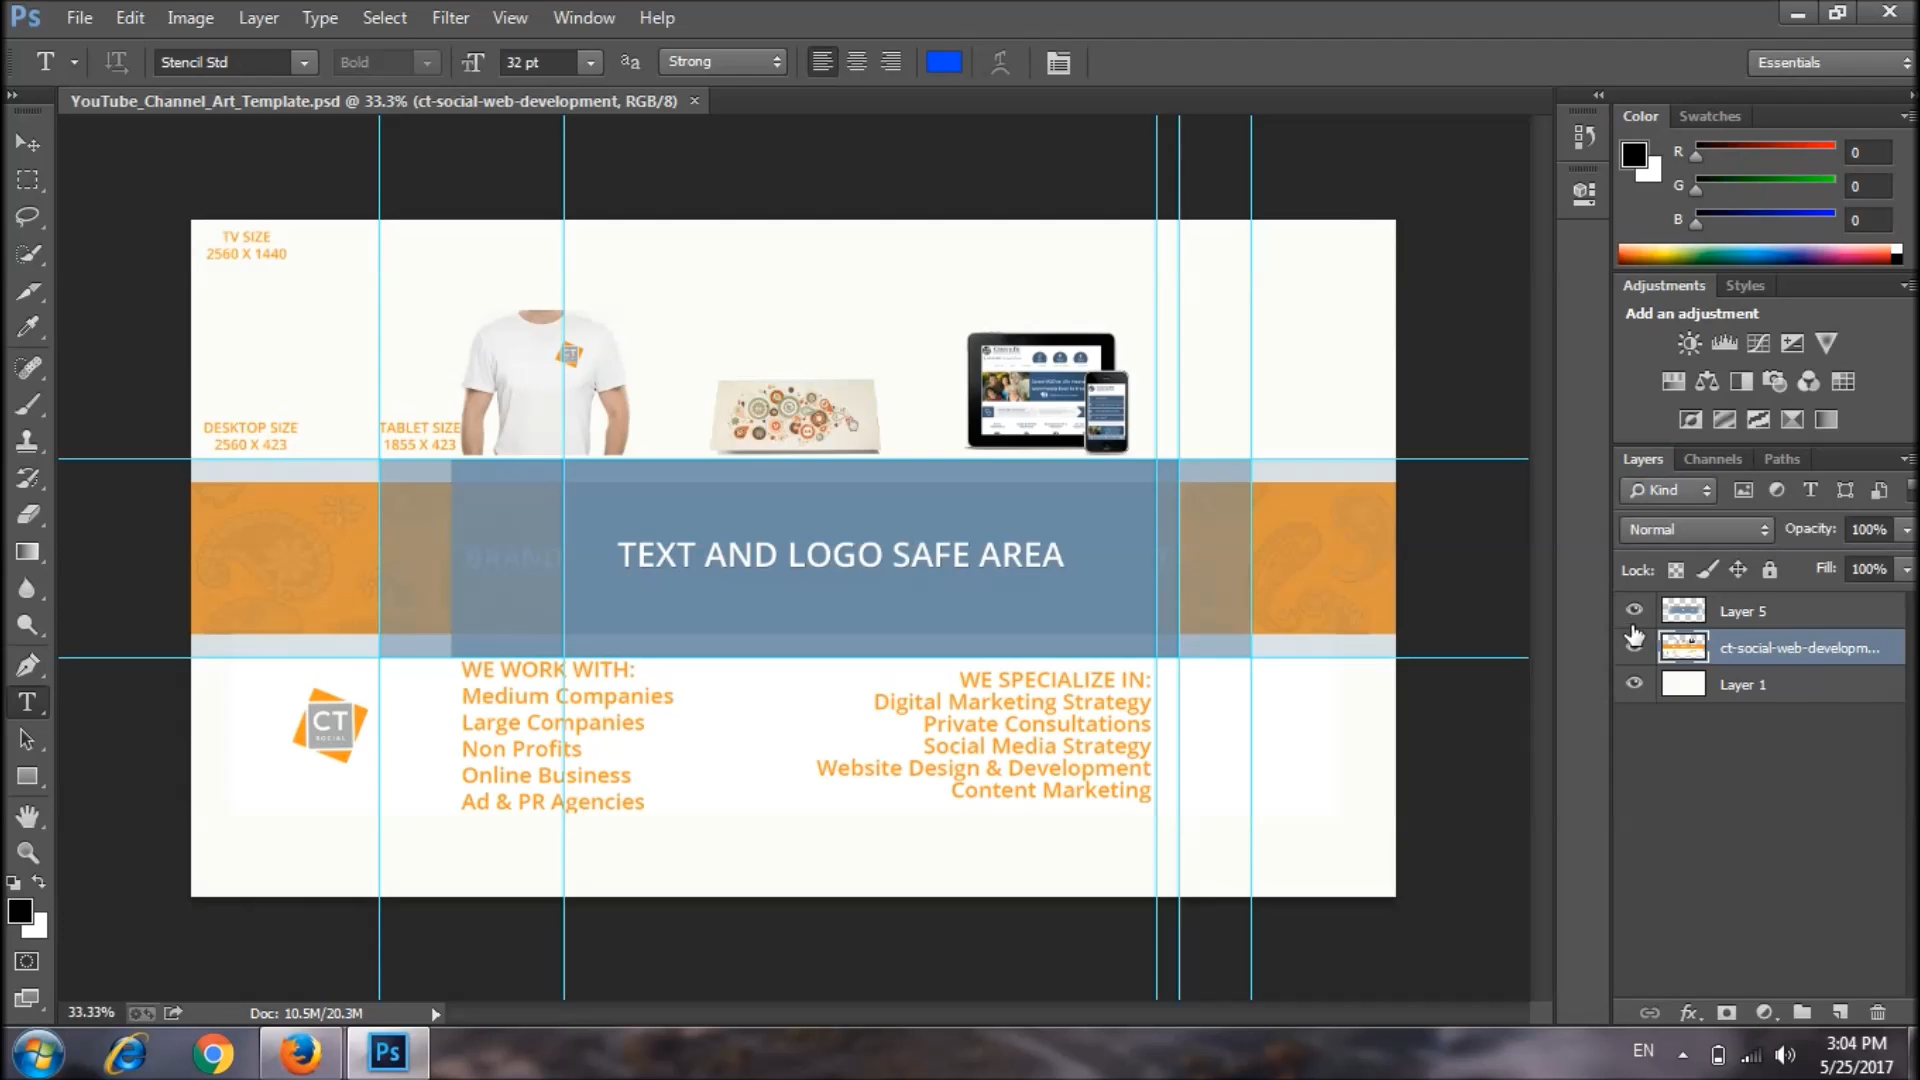 Ps File Edit Image Layer Type Select Filter View Window Help
T Stencil Std Bold 32 pt aa Strong Essentials
YouTube_Channel_Art_Template.psd @ 33.3% (ct-social-web-development, RGB/8) ×
Color Swatches
R 0
G 0
B 0
Adjustments Styles
Add an adjustment
Layers Channels Paths
Kind
Normal Opacity: 100%
Lock: Fill: 100%
Layer 5
ct-social-web-developm...
Layer 1
TV SIZE
2560 X 1440
DESKTOP SIZE
2560 X 423
TABLET SIZE
1855 X 423
CT
BRAND
TEXT AND LOGO SAFE AREA
CT
SOCIAL
WE WORK WITH:
Medium Companies
Large Companies
Non Profits
Online Business
Ad & PR Agencies
WE SPECIALIZE IN:
Digital Marketing Strategy
Private Consultations
Social Media Strategy
Website Design & Development
Content Marketing
33.33% Doc: 10.5M/20.3M
Ps
EN
3:04 PM
5/25/2017